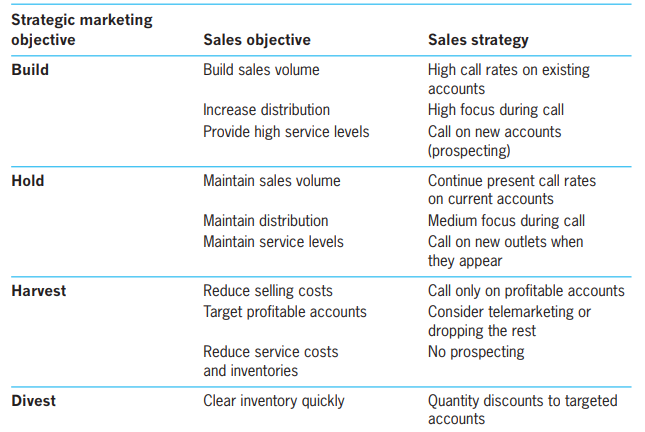 Strategic marketing
objective Sales objective Sales strategy
Build Build sales volume High call rates on existing
accounts
Increase distribution High focus during call
Provide high service levels Call on new accounts
(prospecting)
Hold Maintain sales volume Continue present call rates
on current accounts
Maintain distribution Medium focus during call
Maintain service levels Call on new outlets when
they appear
Harvest Reduce selling costs Call only on profitable accounts
Target profitable accounts Consider telemarketing or
dropping the rest
Reduce service costs No prospecting
and inventories
Divest Clear inventory quickly Quantity discounts to targeted
accounts